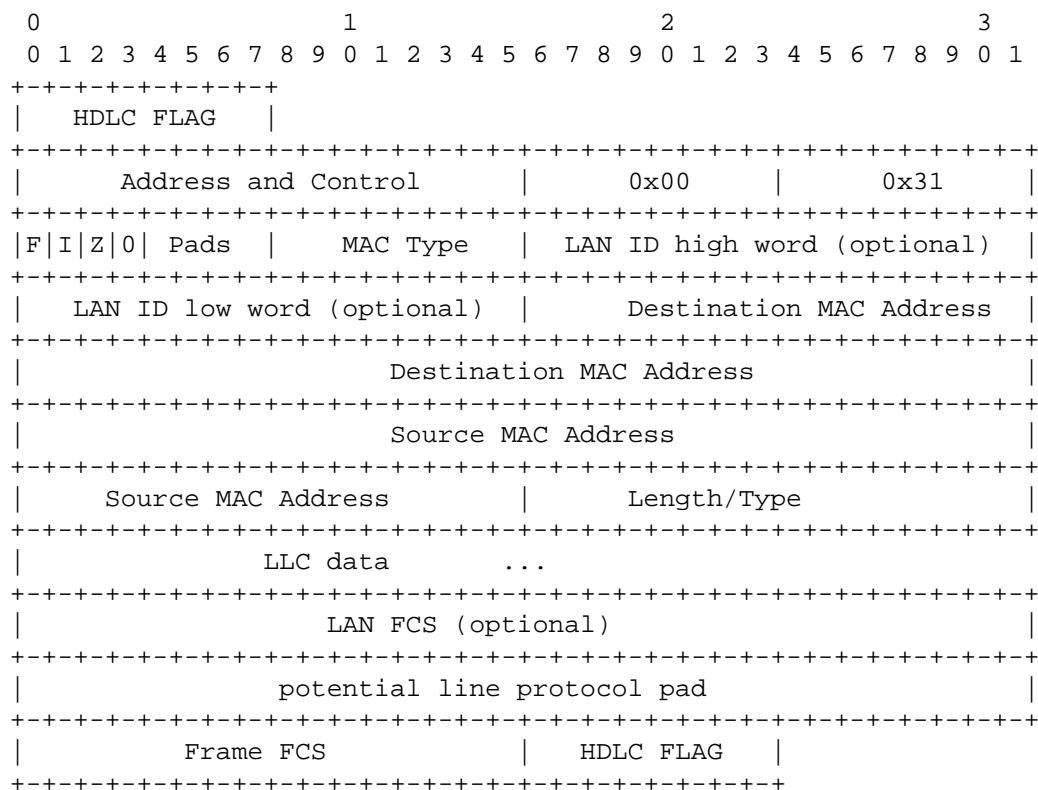 0                   1                   2                   3
 0 1 2 3 4 5 6 7 8 9 0 1 2 3 4 5 6 7 8 9 0 1 2 3 4 5 6 7 8 9 0 1
+-+-+-+-+-+-+-+-+
|   HDLC FLAG   |
+-+-+-+-+-+-+-+-+-+-+-+-+-+-+-+-+-+-+-+-+-+-+-+-+-+-+-+-+-+-+-+-+
|      Address and Control      |      0x00     |      0x31     |
+-+-+-+-+-+-+-+-+-+-+-+-+-+-+-+-+-+-+-+-+-+-+-+-+-+-+-+-+-+-+-+-+
|F|I|Z|0| Pads  |    MAC Type   |  LAN ID high word (optional)  |
+-+-+-+-+-+-+-+-+-+-+-+-+-+-+-+-+-+-+-+-+-+-+-+-+-+-+-+-+-+-+-+-+
|   LAN ID low word (optional)  |      Destination MAC Address  |
+-+-+-+-+-+-+-+-+-+-+-+-+-+-+-+-+-+-+-+-+-+-+-+-+-+-+-+-+-+-+-+-+
|                       Destination MAC Address                 |
+-+-+-+-+-+-+-+-+-+-+-+-+-+-+-+-+-+-+-+-+-+-+-+-+-+-+-+-+-+-+-+-+
|                       Source MAC Address                      |
+-+-+-+-+-+-+-+-+-+-+-+-+-+-+-+-+-+-+-+-+-+-+-+-+-+-+-+-+-+-+-+-+
|     Source MAC Address        |      Length/Type              |
+-+-+-+-+-+-+-+-+-+-+-+-+-+-+-+-+-+-+-+-+-+-+-+-+-+-+-+-+-+-+-+-+
|               LLC data       ...
+-+-+-+-+-+-+-+-+-+-+-+-+-+-+-+-+-+-+-+-+-+-+-+-+-+-+-+-+-+-+-+-+
|                   LAN FCS (optional)                          |
+-+-+-+-+-+-+-+-+-+-+-+-+-+-+-+-+-+-+-+-+-+-+-+-+-+-+-+-+-+-+-+-+
|                potential line protocol pad                    |
+-+-+-+-+-+-+-+-+-+-+-+-+-+-+-+-+-+-+-+-+-+-+-+-+-+-+-+-+-+-+-+-+
|          Frame FCS            |   HDLC FLAG   |
+-+-+-+-+-+-+-+-+-+-+-+-+-+-+-+-+-+-+-+-+-+-+-+-+